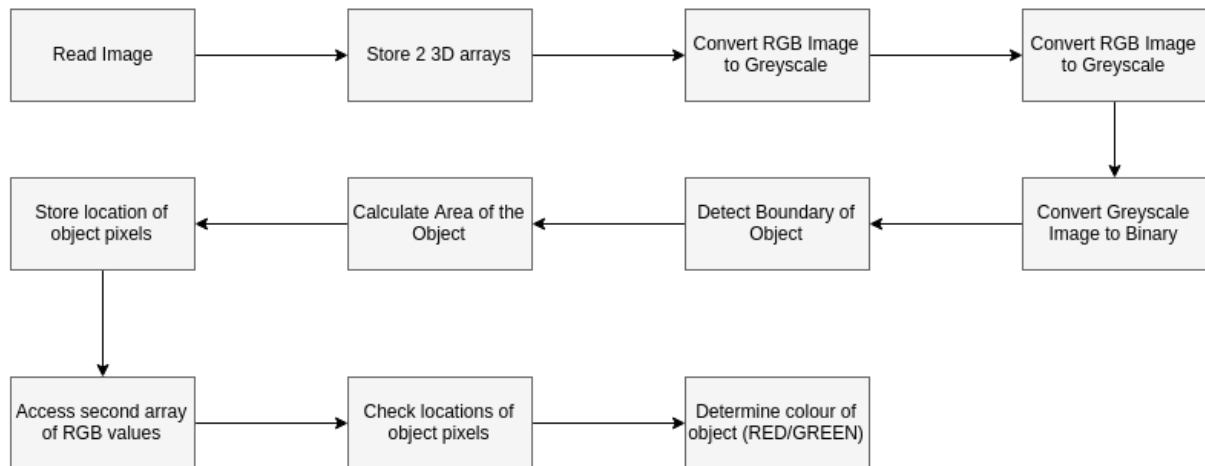 Read Image
Store 2 3D arrays
Convert RGB Image
to Greyscale
Convert RGB Image
to Greyscale
Store location of
object pixels
Calculate Area of the
Object
Detect Boundary of
Object
Convert Greyscale
Image to Binary
Access second array
of RGB values
Check locations of
object pixels
Determine colour of
object (RED/GREEN)